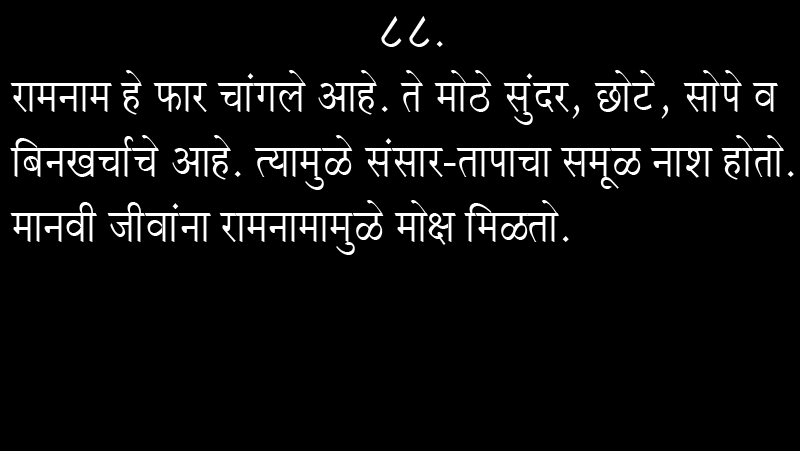 ८८.
रामनाम हे फार चांगले आहे. ते मोठे सुंदर, छोटे, सोपे व
बिनखर्चाचे आहे. त्यामुळे संसार-तापाचा समूळ नाश होतो.
मानवी जीवांना रामनामामुळे मोक्ष मिळतो.